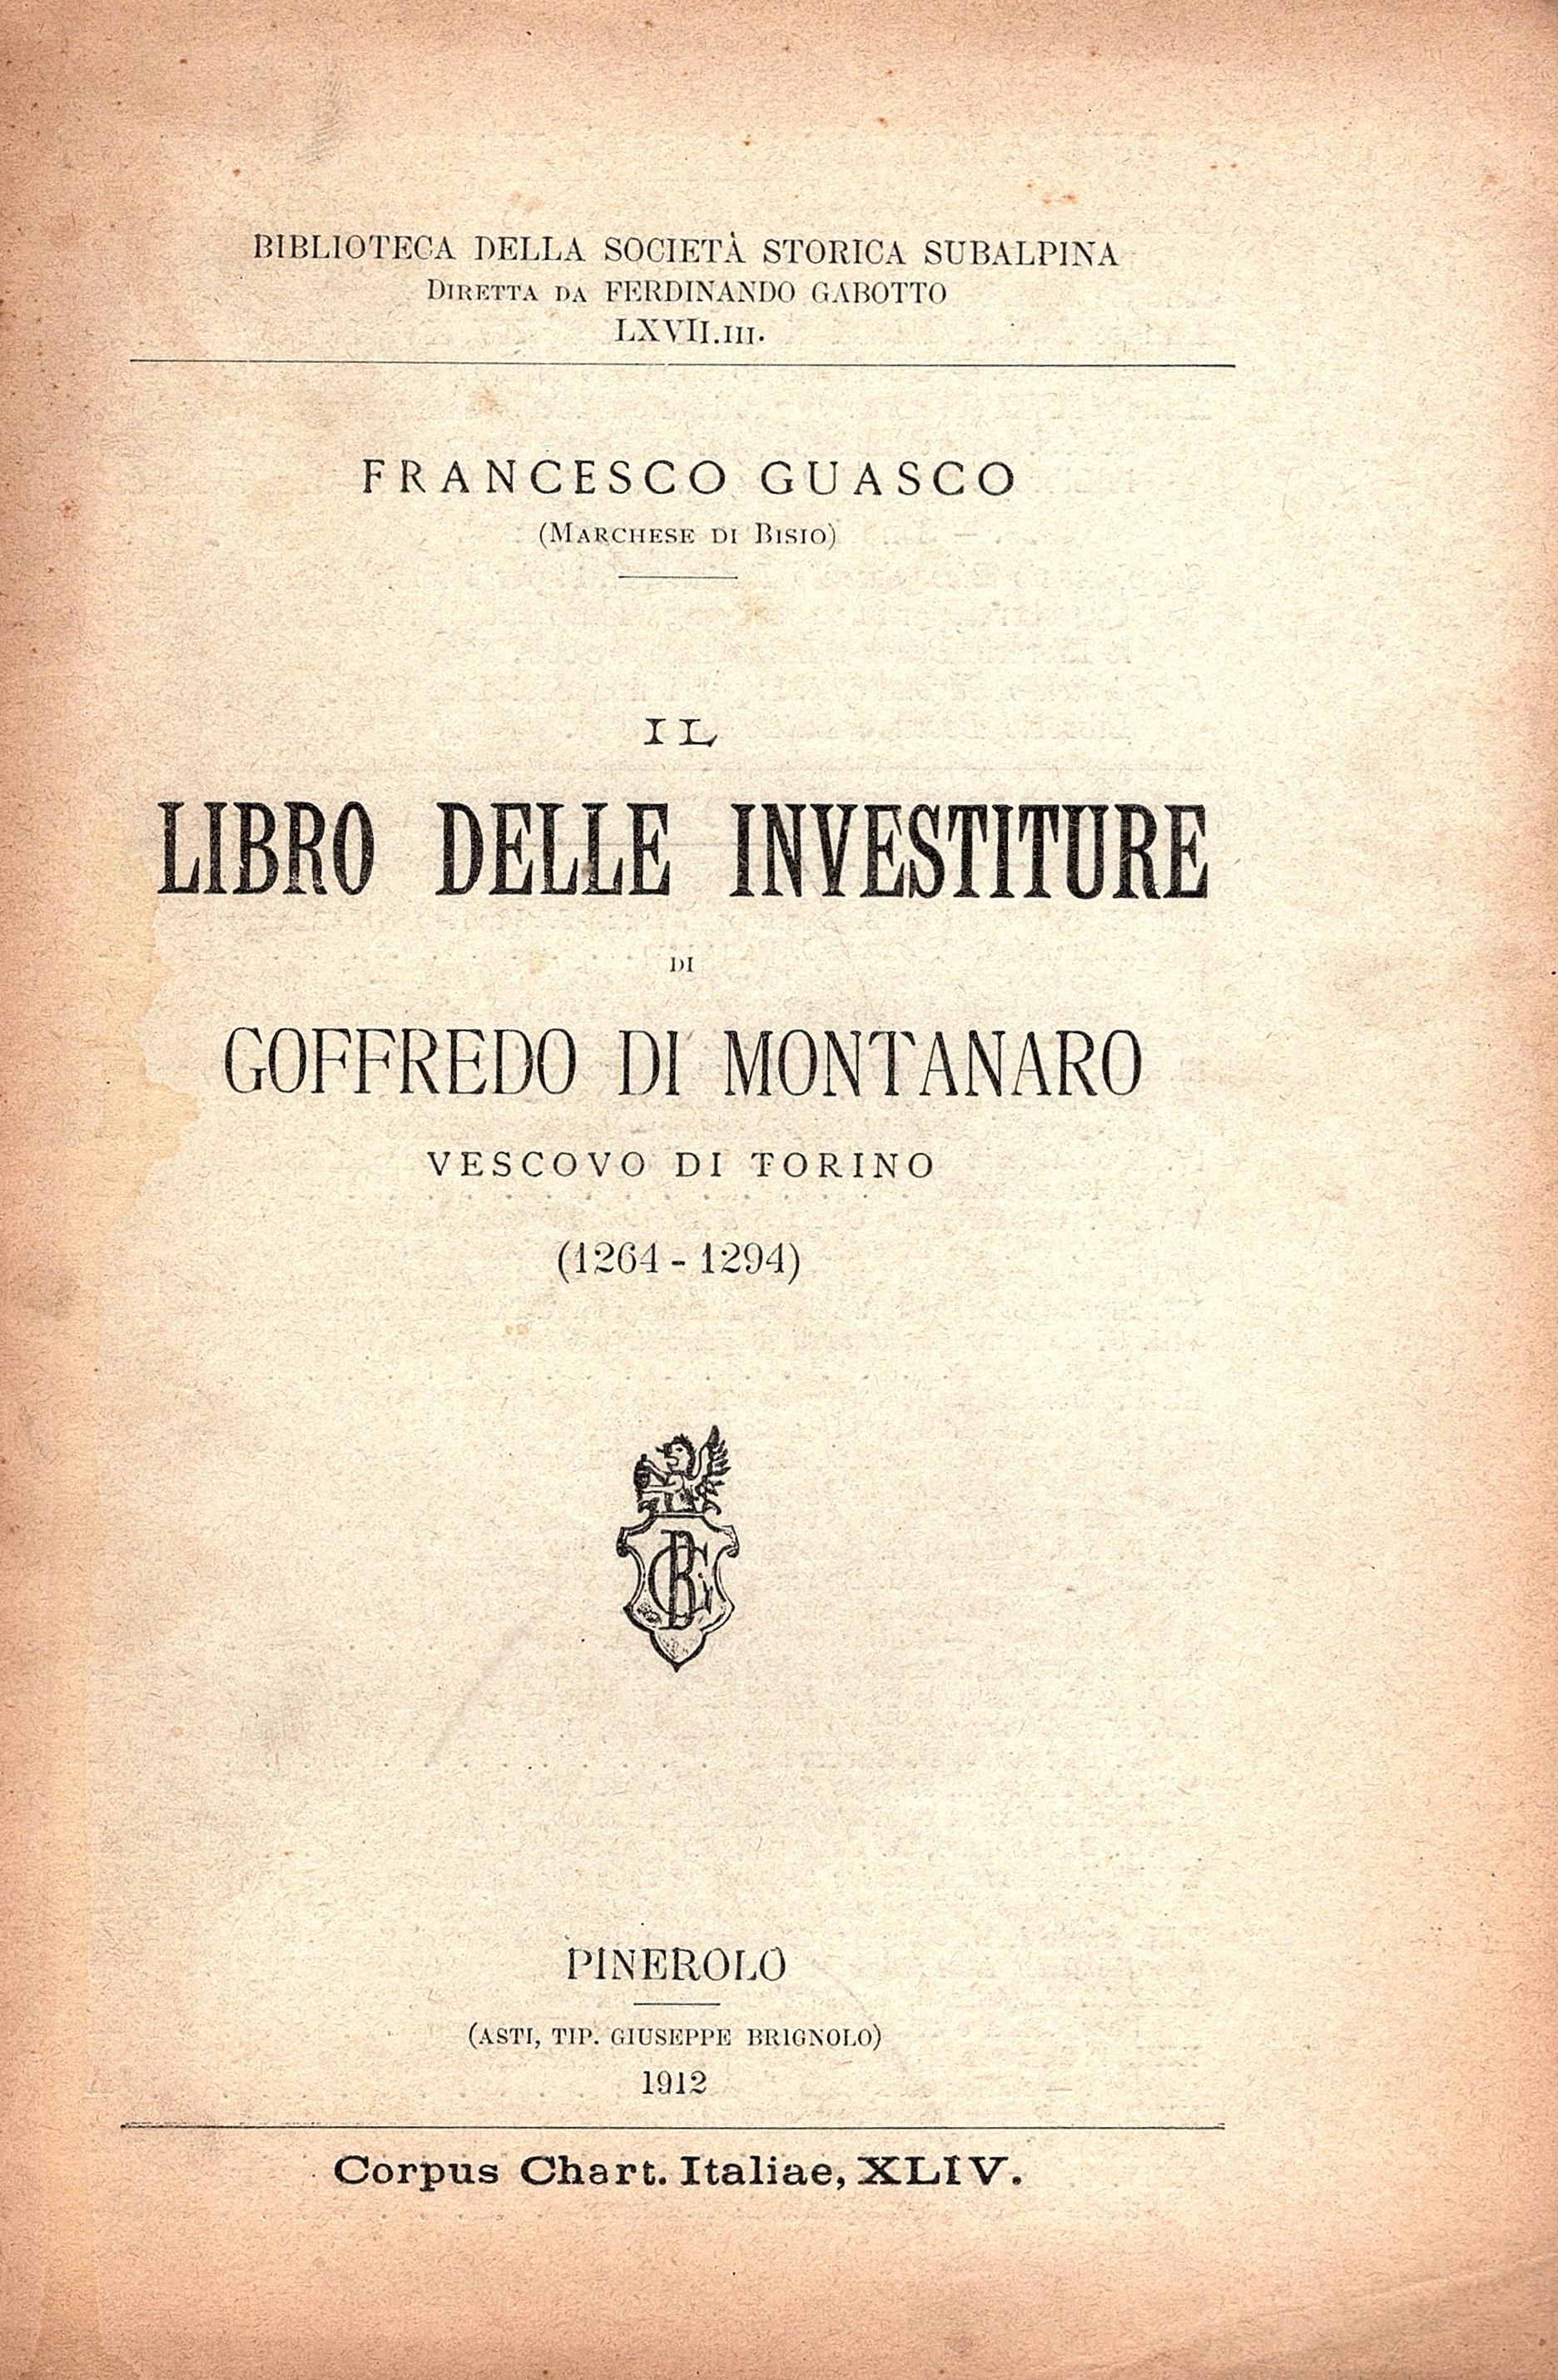 BIBLIOTECA DELLA SOCIETÀ STORICA SUBALPINA
DIRETTA DA FERDINANDO GABOTTO
LXVII.III.
FRANCESCO GUASCO
(MARCHESE DI BISIO)
IL
LIBRO DELLE INVESTITURE
DI
GOFFREDO DI MONTANARO
VESCOVO DI TORINO
(1264 - 1294)
PINEROLO
(ASTI, TIP. GIUSEPPE BRIGNOLO)
1912
Corpus Chart. Italiae, XLIV.